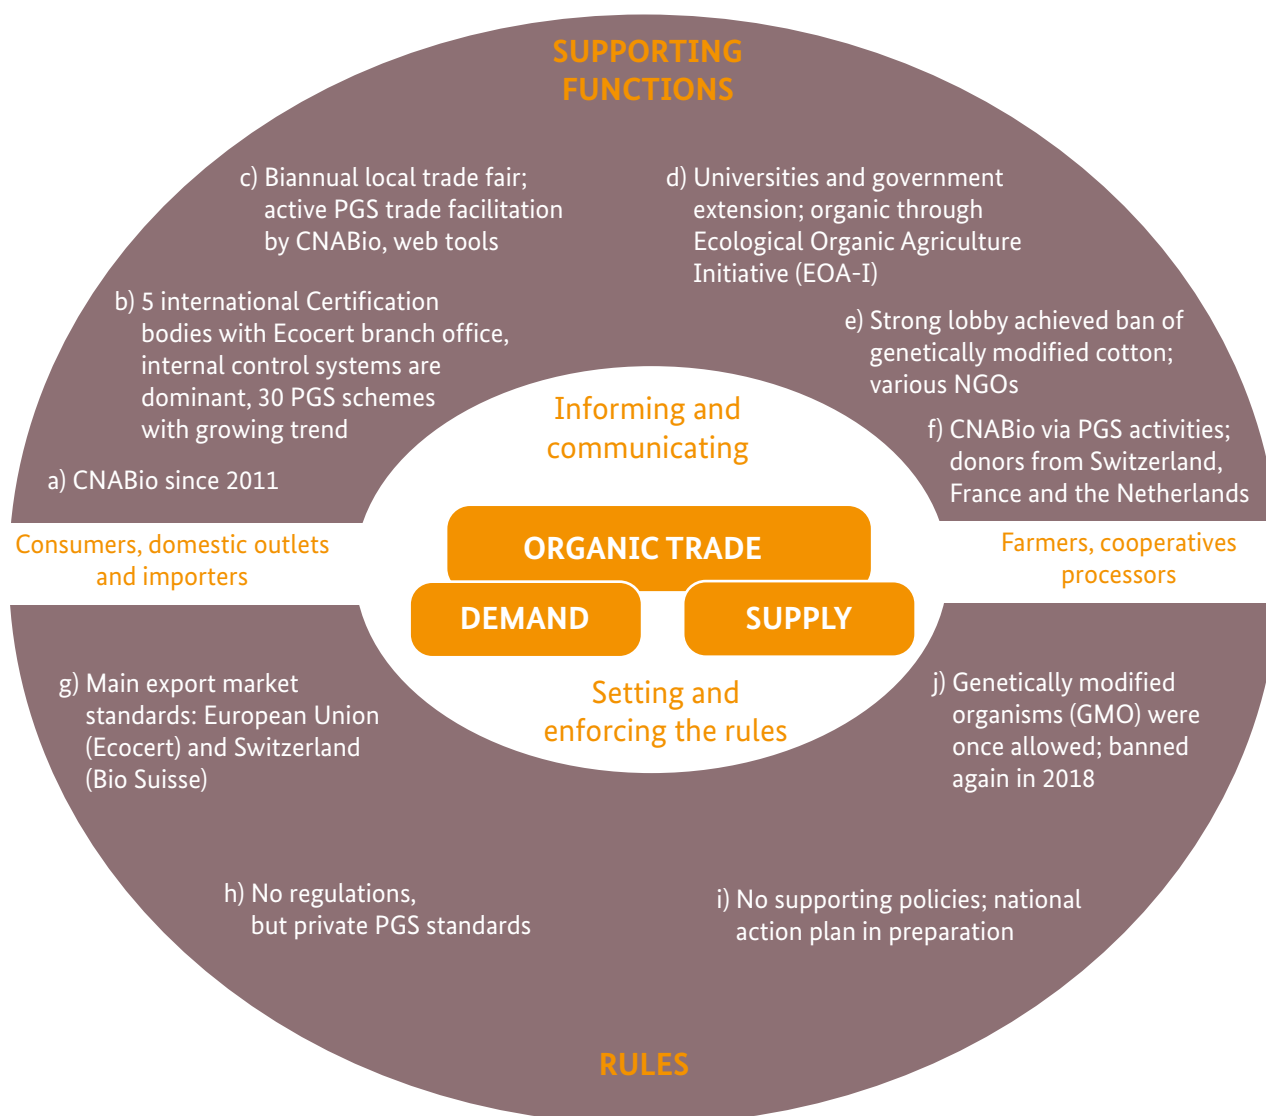 SUPPORTING
FUNCTIONS
c) Biannual local trade fair;
active PGS trade facilitation
by CNABio, web tools
d) Universities and government
extension; organic through
Ecological Organic Agriculture
Initiative (EOA-I)
b) 5 international Certification
bodies with Ecocert branch office,
internal control systems are
dominant, 30 PGS schemes
with growing trend
e) Strong lobby achieved ban of
genetically modified cotton;
various NGOs
a) CNABio since 2011
f) CNABio via PGS activities;
donors from Switzerland,
France and the Netherlands
Informing and
communicating
Consumers, domestic outlets
and importers
ORGANIC TRADE
DEMAND
SUPPLY
Farmers, cooperatives
processors
Setting and
enforcing the rules
g) Main export market
standards: European Union
(Ecocert) and Switzerland
(Bio Suisse)
j) Genetically modified
organisms (GMO) were
once allowed; banned
again in 2018
h) No regulations,
but private PGS standards
i) No supporting policies; national
action plan in preparation
RULES